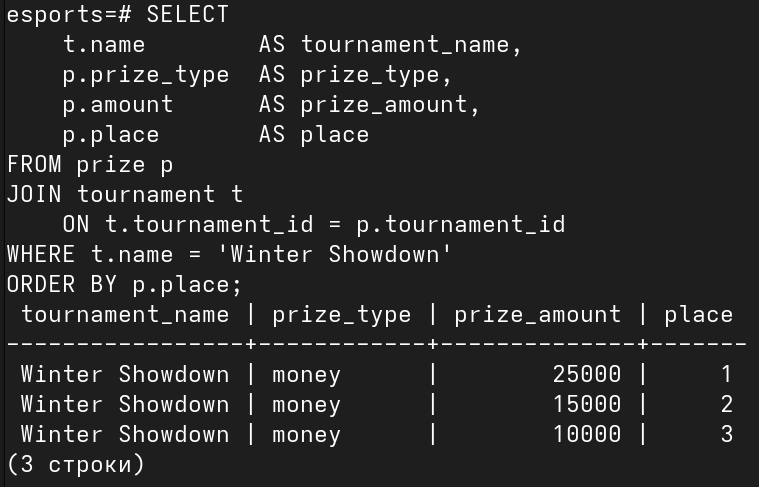 esports=# SELECT
    t.name        AS tournament_name,
    p.prize_type  AS prize_type,
    p.amount      AS prize_amount,
    p.place       AS place
FROM prize p
JOIN tournament t
    ON t.tournament_id = p.tournament_id
WHERE t.name = 'Winter Showdown'
ORDER BY p.place;
 tournament_name | prize_type | prize_amount | place
-----------------+------------+--------------+-------
 Winter Showdown | money      |        25000 |     1
 Winter Showdown | money      |        15000 |     2
 Winter Showdown | money      |        10000 |     3
(3 строки)